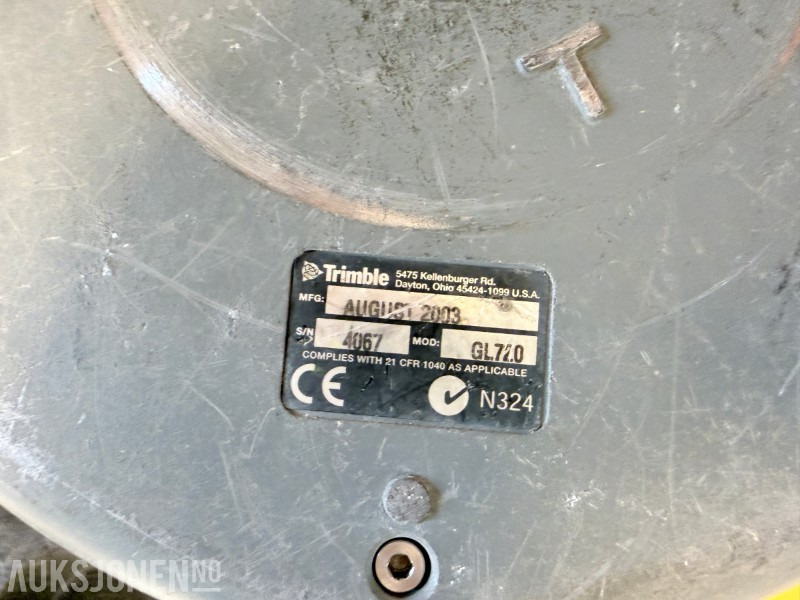 T
Trimble 5475 Kellenburger Rd.
Dayton, Ohio 45424-1099 U.S.A.
MFG: AUGUST 2003
S/N 4067 MOD: GL720
COMPLIES WITH 21 CFR 1040 AS APPLICABLE
CE N324
AUKSJONEN.NO